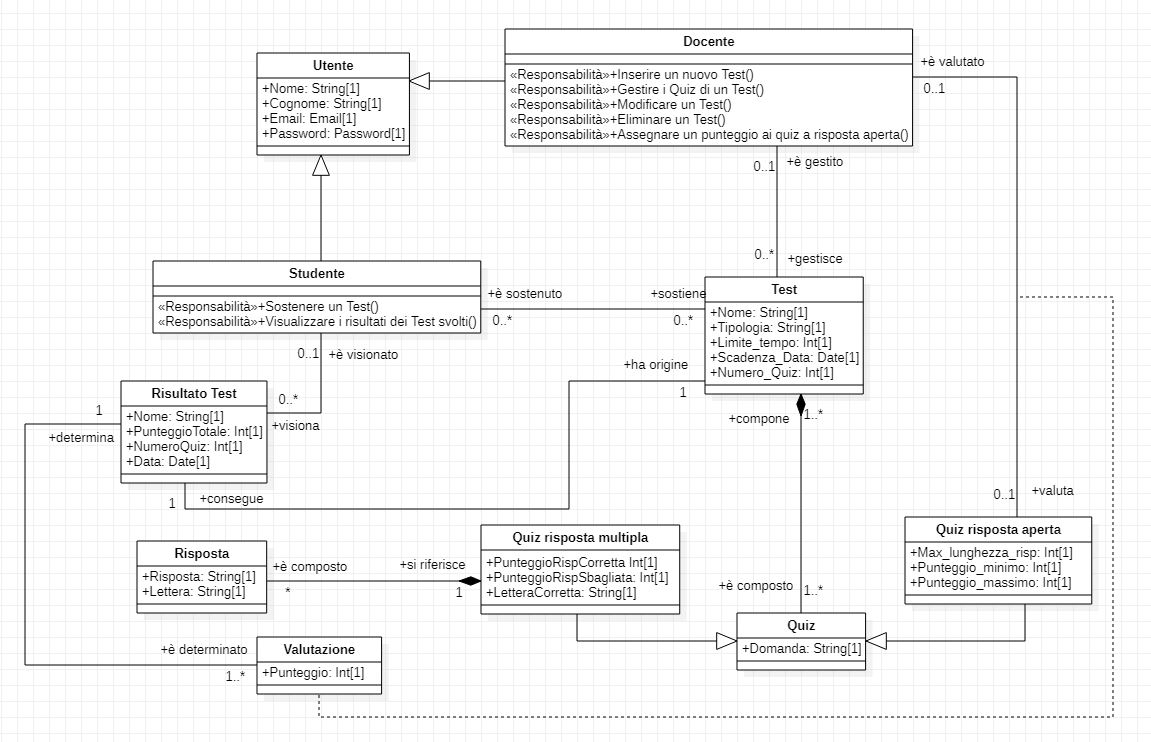 Docente
«Responsabilità»+Inserire un nuovo Test()
«Responsabilità»+Gestire i Quiz di un Test()
«Responsabilità»+Modificare un Test()
«Responsabilità»+Eliminare un Test()
«Responsabilità»+Assegnare un punteggio ai quiz a risposta aperta()
+è valutato
0..1
Utente
+Nome: String[1]
+Cognome: String[1]
+Email: Email[1]
+Password: Password[1]
0..1
+è gestito
0..*
+gestisce
Studente
«Responsabilità»+Sostenere un Test()
«Responsabilità»+Visualizzare i risultati dei Test svolti()
+è sostenuto
0..*
+sostiene
0..*
Test
+Nome: String[1]
+Tipologia: String[1]
+Limite_tempo: Int[1]
+Scadenza_Data: Date[1]
+Numero_Quiz: Int[1]
0..1
+è visionato
+ha origine
1
Risultato Test
+Nome: String[1]
+PunteggioTotale: Int[1]
+NumeroQuiz: Int[1]
+Data: Date[1]
0..*
+visiona
1
+determina
+compone
1..*
1
+consegue
0..1
+valuta
Quiz risposta aperta
+Max_lunghezza_risp: Int[1]
+Punteggio_minimo: Int[1]
+Punteggio_massimo: Int[1]
Quiz risposta multipla
+PunteggioRispCorretta Int[1]
+PunteggioRispSbagliata: Int[1]
+LetteraCorretta: String[1]
Risposta
+Risposta: String[1]
+Lettera: String[1]
+è composto
*
+si riferisce
1
+è composto
1..*
Quiz
+Domanda: String[1]
+è determinato
1..*
Valutazione
+Punteggio: Int[1]